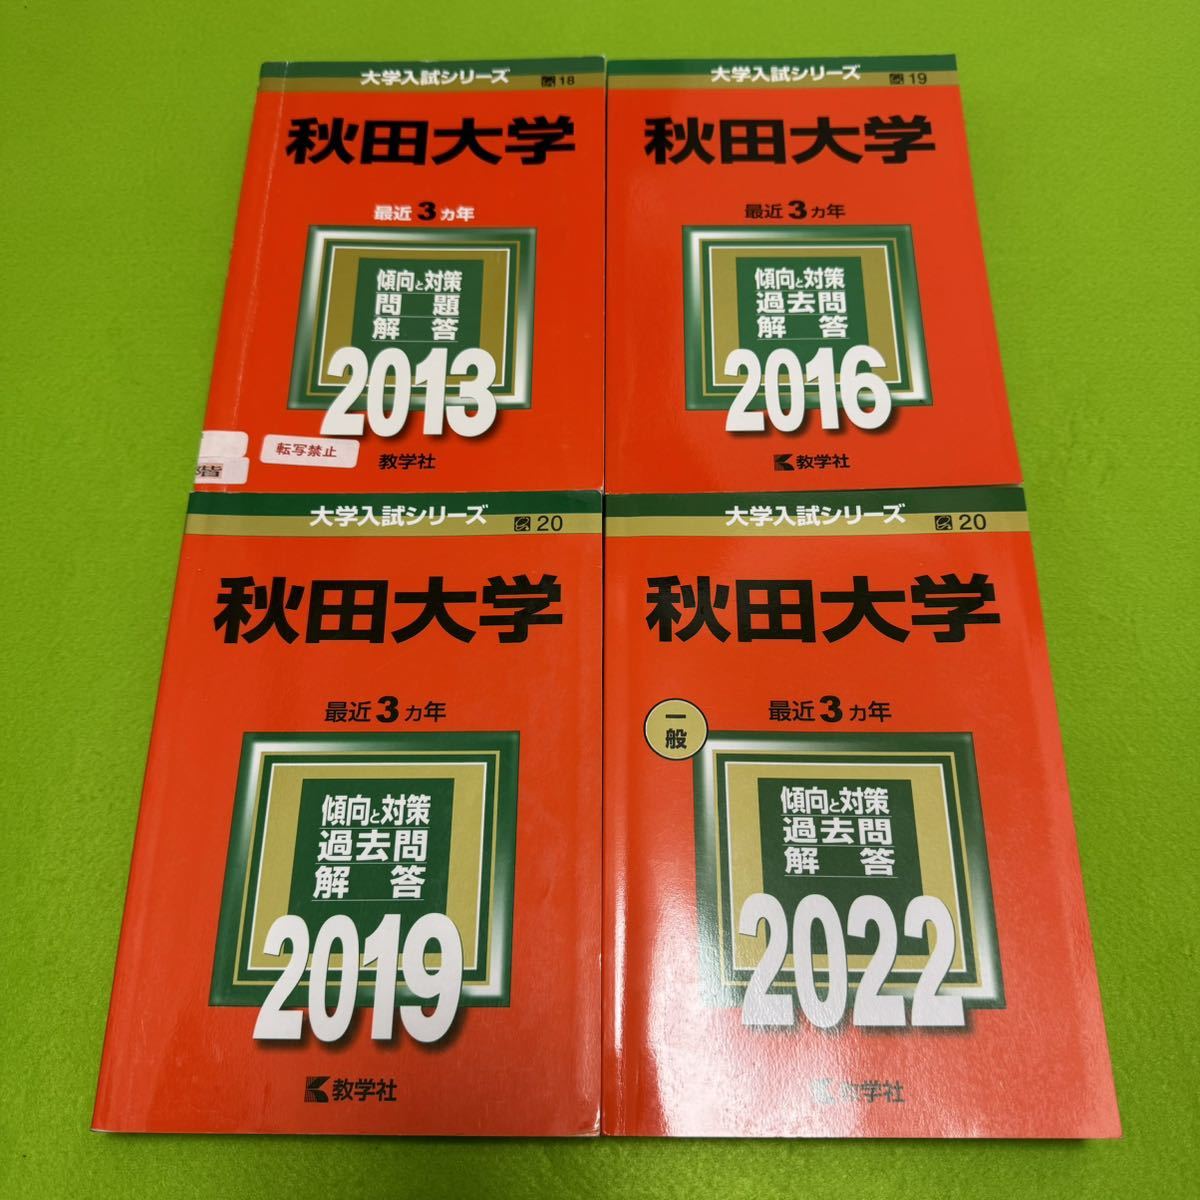 大学入試シリーズ
18
秋田大学
最近3カ年
傾向と対策
問題
解答
2013
転写禁止
階
教学社
大学入試シリーズ
19
秋田大学
最近3カ年
傾向と対策
過去問
解答
2016
教学社
大学入試シリーズ
20
秋田大学
最近3カ年
傾向と対策
過去問
解答
2019
教学社
大学入試シリーズ
20
秋田大学
一般
最近3カ年
傾向と対策
過去問
解答
2022
教学社